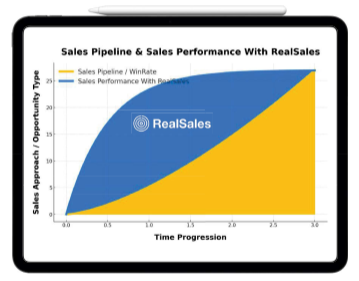 Sales Pipeline & Sales Performance With RealSales
Sales Pipeline / WinRate
Sales Performance With RealSales
RealSales
Sales Approach / Opportunity Type
25
20
15
10
5
0
0.0 0.5 1.0 1.5 2.0 2.5 3.0
Time Progression